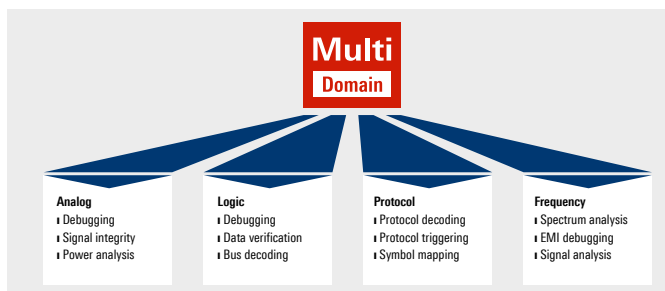 Multi
Domain
Analog
Debugging
Signal integrity
Power analysis
Logic
Debugging
Data verification
Bus decoding
Protocol
Protocol decoding
Protocol triggering
Symbol mapping
Frequency
Spectrum analysis
EMI debugging
Signal analysis